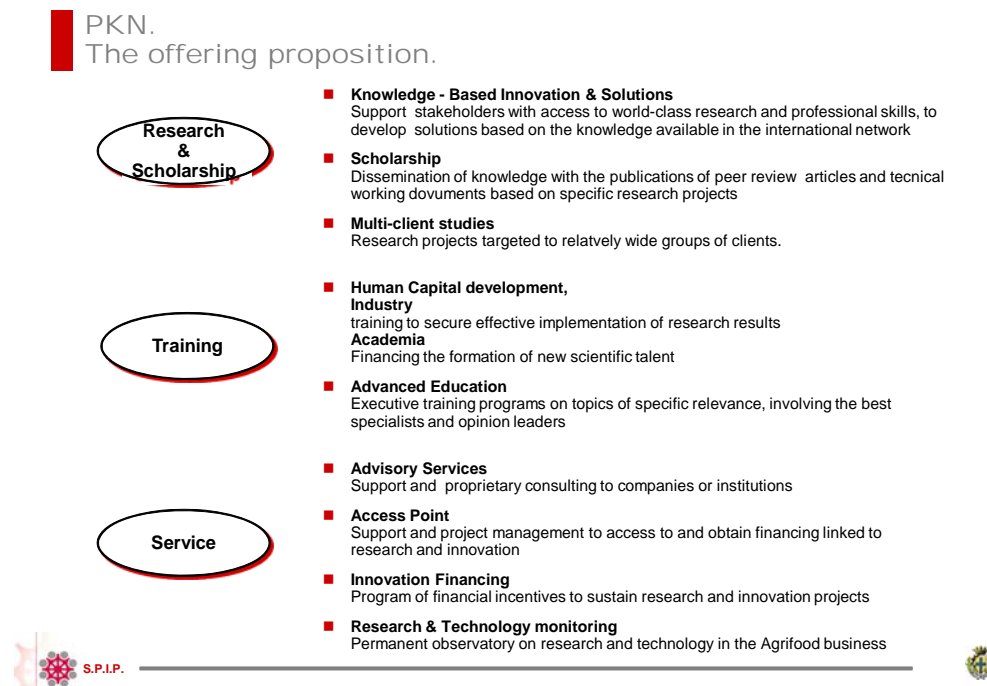 PKN.
The offering proposition.
Research
&
Scholarship
Knowledge - Based Innovation & Solutions
Support stakeholders with access to world-class research and professional skills, to
develop solutions based on the knowledge available in the international network
Scholarship
Dissemination of knowledge with the publications of peer review articles and tecnical
working dovuments based on specific research projects
Multi-client studies
Research projects targeted to relatvely wide groups of clients.
Training
Human Capital development,
Industry
training to secure effective implementation of research results
Academia
Financing the formation of new scientific talent
Advanced Education
Executive training programs on topics of specific relevance, involving the best
specialists and opinion leaders
Service
Advisory Services
Support and proprietary consulting to companies or institutions
Access Point
Support and project management to access to and obtain financing linked to
research and innovation
Innovation Financing
Program of financial incentives to sustain research and innovation projects
Research & Technology monitoring
Permanent observatory on research and technology in the Agrifood business
S.P.I.P.